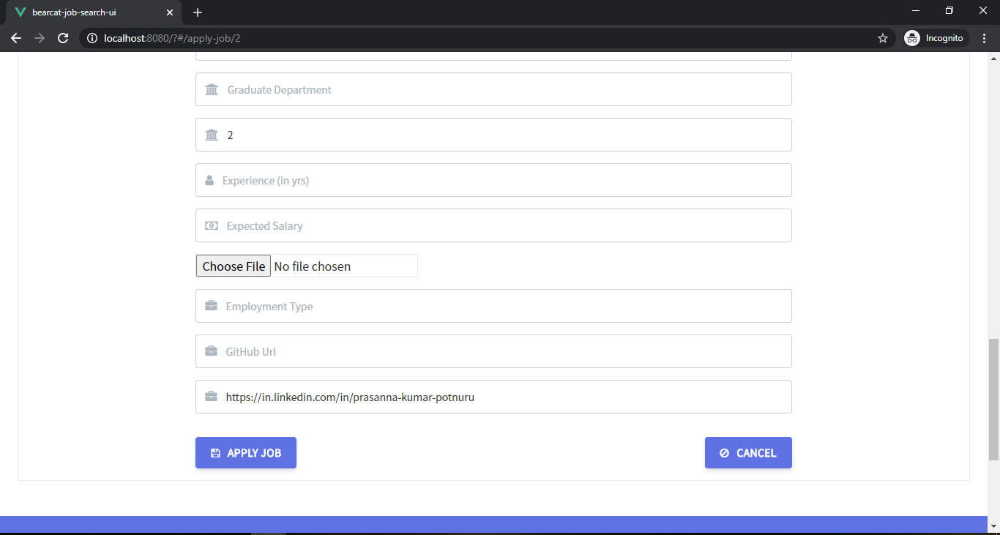 bearcat-job-search-ui
localhost:8080/?#/apply-job/2
Incognito
Graduate Department
2
Experience (in yrs)
Expected Salary
Choose File No file chosen
Employment Type
GitHub Url
https://in.linkedin.com/in/prasanna-kumar-potnuru
APPLY JOB
CANCEL